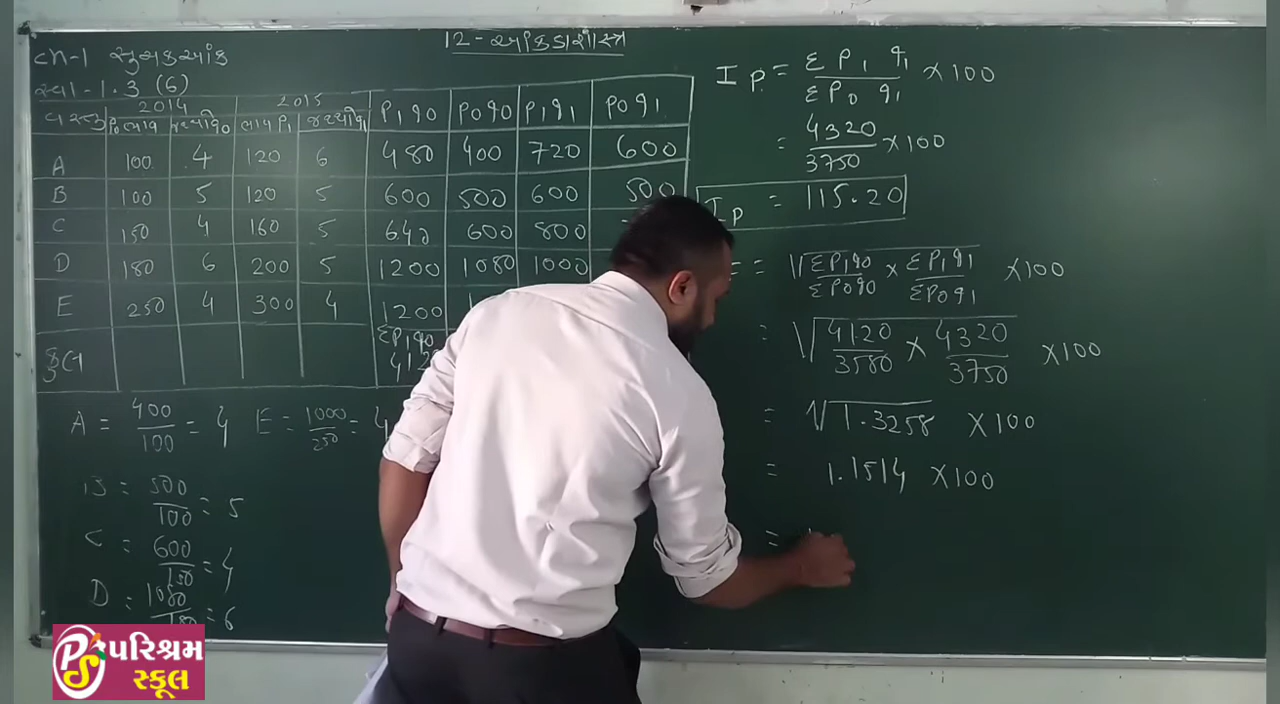 12 - આંકડાશાસ્ત્ર
Ch-1 સુચકઆંક
સ્વા-1.3 (6)
2014 2015 P₁q₀ P₀q₀ P₁q₁ P₀q₁
વસ્તુ P₀ ભાવ જથ્થો q₀ ભાવ P₁ જથ્થો q₁
A 100 4 120 6 480 400 720 600
B 100 5 120 5 600 500 600 500
C 150 4 160 5 640 600 800
D 180 6 200 5 1200 1080 1000
E 250 4 300 4 1200
કુલ ΣP₁q₀
412
A = 400/100 = 4 E = 1000/250 = 4
B = 500/100 = 5
C = 600/150 = 4
D = 1080/180 = 6
Iₚ = ΣP₁q₁/ΣP₀q₁ × 100
= 4320/3750 × 100
Iₚ = 115.20
= √ΣP₁q₀/ΣP₀q₀ × ΣP₁q₁/ΣP₀q₁ × 100
= √4120/3580 × 4320/3750 × 100
= √1.3258 × 100
= 1.1514 × 100
=
PS પરિશ્રમ
સ્કૂલ